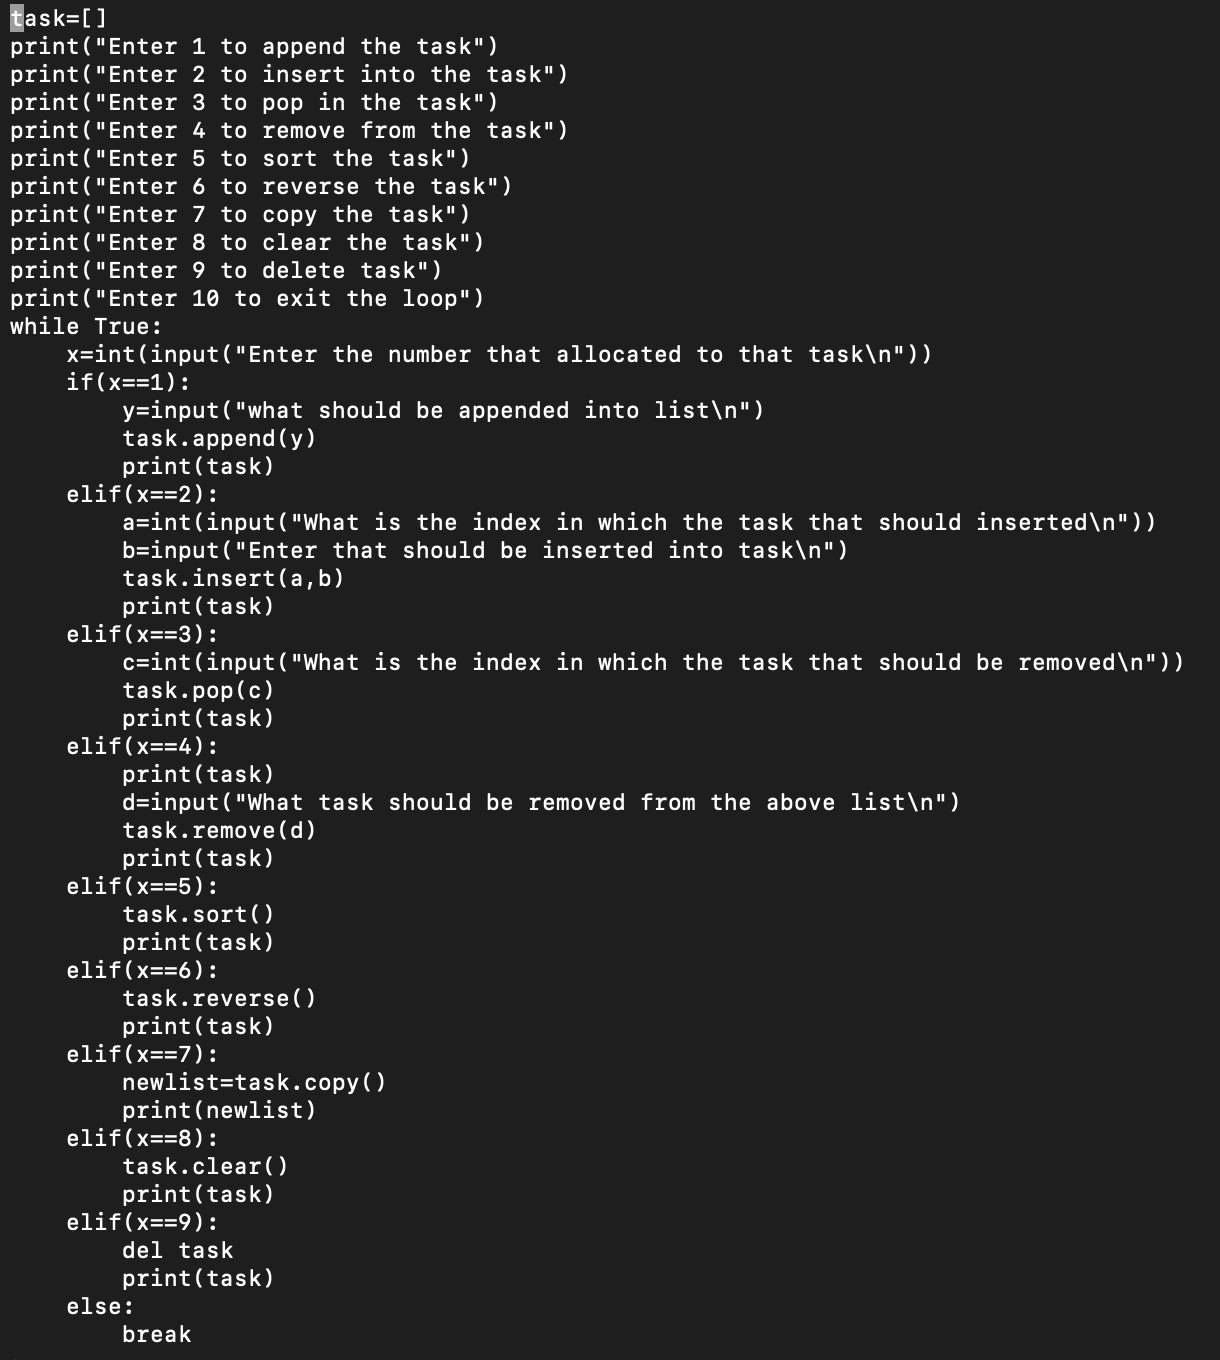 task=[]
print("Enter 1 to append the task")
print("Enter 2 to insert into the task")
print("Enter 3 to pop in the task")
print("Enter 4 to remove from the task")
print("Enter 5 to sort the task")
print("Enter 6 to reverse the task")
print("Enter 7 to copy the task")
print("Enter 8 to clear the task")
print("Enter 9 to delete task")
print("Enter 10 to exit the loop")
while True:
    x=int(input("Enter the number that allocated to that task\n"))
    if(x==1):
        y=input("what should be appended into list\n")
        task.append(y)
        print(task)
    elif(x==2):
        a=int(input("What is the index in which the task that should inserted\n"))
        b=input("Enter that should be inserted into task\n")
        task.insert(a,b)
        print(task)
    elif(x==3):
        c=int(input("What is the index in which the task that should be removed\n"))
        task.pop(c)
        print(task)
    elif(x==4):
        print(task)
        d=input("What task should be removed from the above list\n")
        task.remove(d)
        print(task)
    elif(x==5):
        task.sort()
        print(task)
    elif(x==6):
        task.reverse()
        print(task)
    elif(x==7):
        newlist=task.copy()
        print(newlist)
    elif(x==8):
        task.clear()
        print(task)
    elif(x==9):
        del task
        print(task)
    else:
        break